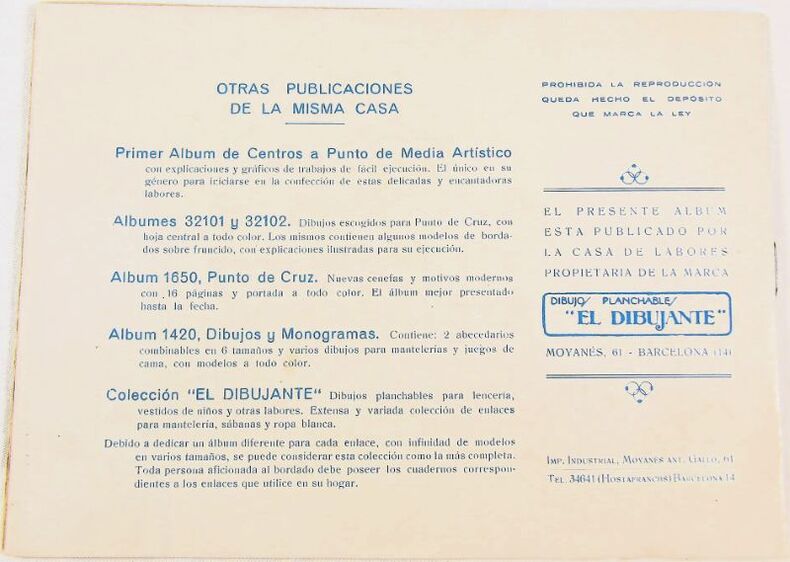 OTRAS PUBLICACIONES
DE LA MISMA CASA
Primer Album de Centros a Punto de Media Artístico
con explicaciones y gráficos de trabajos de fácil ejecución. El único en su
género para iniciarse en la confección de estas delicadas y encantadoras
labores.
Albumes 32101 y 32102. Dibujos escogidos para Punto de Cruz, con
hoja central a todo color. Los mismos contienen algunos modelos de borda-
dos sobre fruncido, con explicaciones ilustradas para su ejecución.
Album 1650, Punto de Cruz. Nuevas cenefas y motivos modernos
con 16 páginas y portada a todo color. El álbum mejor presentado
hasta la fecha.
Album 1420, Dibujos y Monogramas. Contiene: 2 abecedarios
combinables en 6 tamaños y varios dibujos para mantelerías y juegos de
cama, con modelos a todo color.
Colección "EL DIBUJANTE" Dibujos planchables para lencería,
vestidos de niños y otras labores. Extensa y variada colección de enlaces
para mantelería, sábanas y ropa blanca.
Debido a dedicar un álbum diferente para cada enlace, con infinidad de modelos
en varios tamaños, se puede considerar esta colección como la más completa.
Toda persona aficionada al bordado debe poseer los cuadernos correspon-
dientes a los enlaces que utilice en su hogar.
PROHIBIDA LA REPRODUCCIÓN
QUEDA HECHO EL DEPÓSITO
QUE MARCA LA LEY
EL PRESENTE ALBUM
ESTA PUBLICADO POR
LA CASA DE LABORES
PROPIETARIA DE LA MARCA
DIBUJOS PLANCHABLES
"EL DIBUJANTE"
MOYANÉS, 61 - BARCELONA (14)
IMP. INDUSTRIAL, MOYANÉS ANT. GALLO, 61
TEL. 34641 (HOSTAFRANCHS) BARCELONA 14